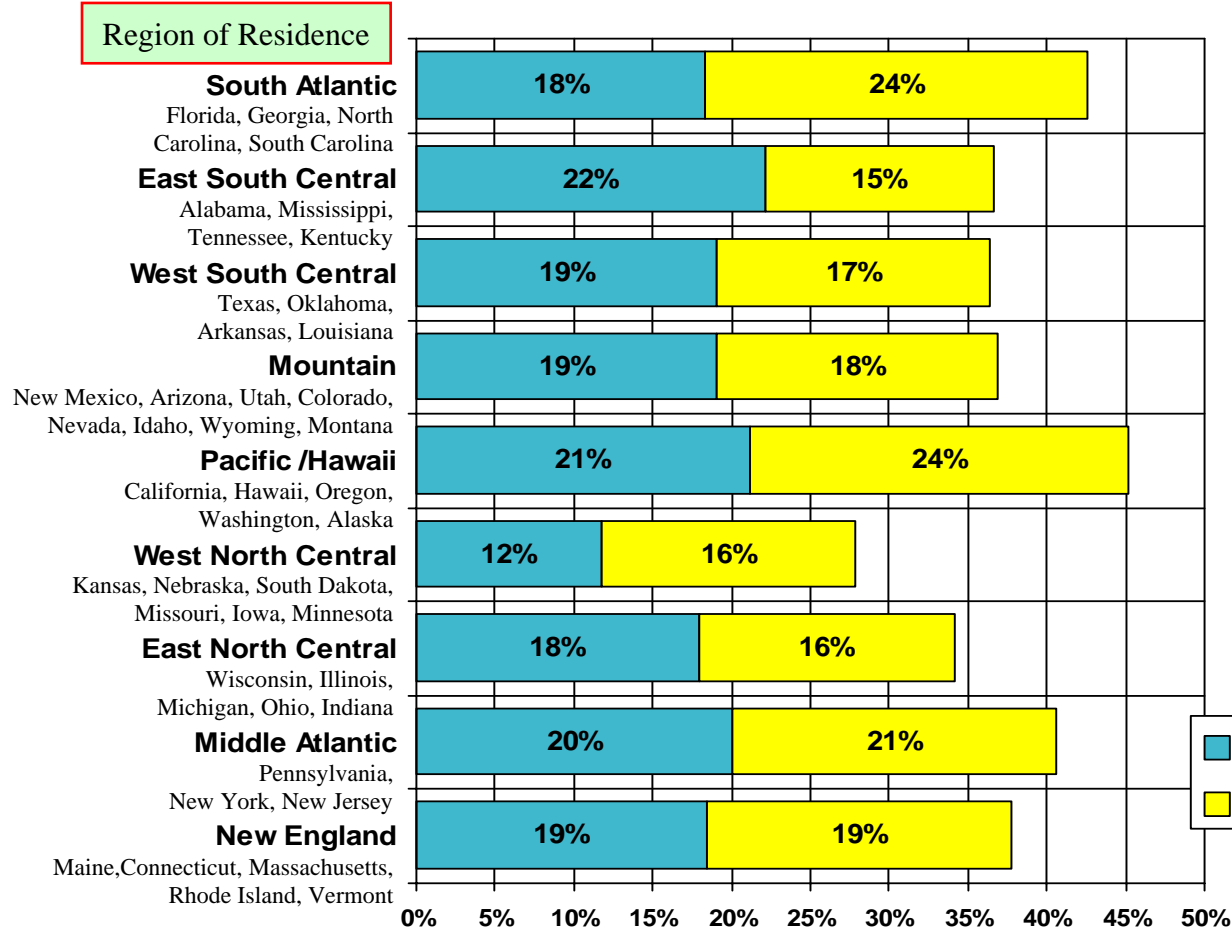 Region of Residence
South Atlantic
Florida, Georgia, North
Carolina, South Carolina
18% 24%
East South Central
Alabama, Mississippi,
Tennessee, Kentucky
22% 15%
West South Central
Texas, Oklahoma,
Arkansas, Louisiana
19% 17%
Mountain
New Mexico, Arizona, Utah, Colorado,
Nevada, Idaho, Wyoming, Montana
19% 18%
Pacific /Hawaii
California, Hawaii, Oregon,
Washington, Alaska
21% 24%
West North Central
Kansas, Nebraska, South Dakota,
Missouri, Iowa, Minnesota
12% 16%
East North Central
Wisconsin, Illinois,
Michigan, Ohio, Indiana
18% 16%
Middle Atlantic
Pennsylvania,
New York, New Jersey
20% 21%
New England
Maine,Connecticut, Massachusetts,
Rhode Island, Vermont
19% 19%
0% 5% 10% 15% 20% 25% 30% 35% 40% 45% 50%